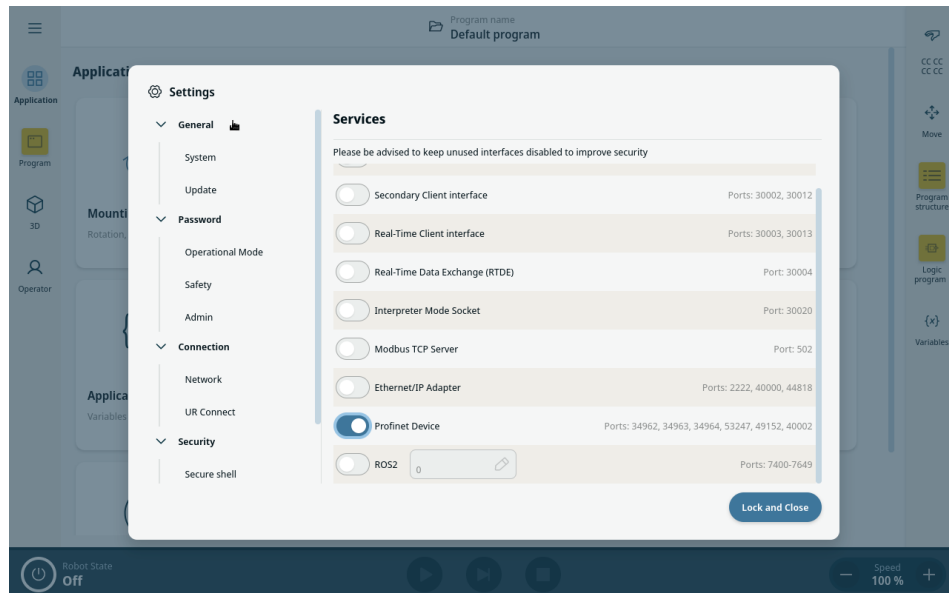 Program name
Default program
Application
Program
3D
Operator
Applicati
Mounti
Rotation,
Applica
Variables
Settings
General
System
Update
Password
Operational Mode
Safety
Admin
Connection
Network
UR Connect
Security
Secure shell
Services
Please be advised to keep unused interfaces disabled to improve security
Secondary Client interface Ports: 30002, 30012
Real-Time Client interface Ports: 30003, 30013
Real-Time Data Exchange (RTDE) Port: 30004
Interpreter Mode Socket Port: 30020
Modbus TCP Server Port: 502
Ethernet/IP Adapter Ports: 2222, 40000, 44818
Profinet Device Ports: 34962, 34963, 34964, 53247, 49152, 40002
ROS2 0 Ports: 7400-7649
Lock and Close
CC CC
CC CC
Move
Program
structure
Logic
program
{x}
Variables
Robot State
Off
Speed
100 %